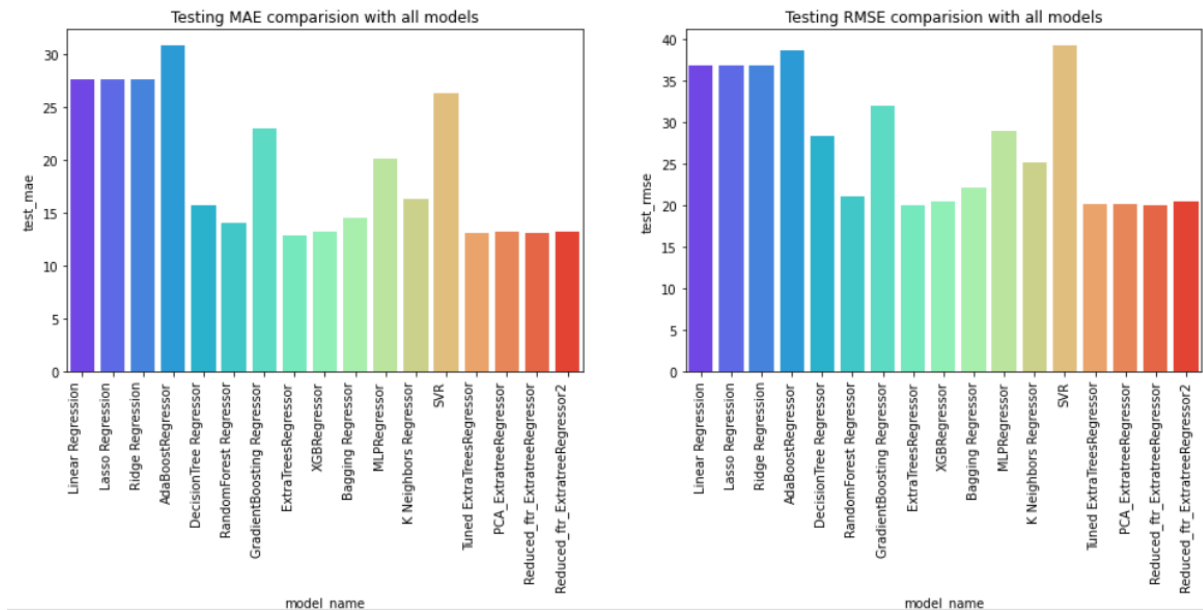 Testing MAE comparision with all models
30
25
20
15
10
5
0
test_mae
Linear Regression
Lasso Regression
Ridge Regression
AdaBoostRegressor
DecisionTree Regressor
RandomForest Regressor
GradientBoosting Regressor
ExtraTreesRegressor
XGBRegressor
Bagging Regressor
MLPRegressor
K Neighbors Regressor
SVR
Tuned ExtraTreesRegressor
PCA_ExtratreeRegressor
Reduced_ftr_ExtratreeRegressor
Reduced_ftr_ExtratreeRegressor2
model_name
Testing RMSE comparision with all models
40
35
30
25
20
15
10
5
0
test_rmse
Linear Regression
Lasso Regression
Ridge Regression
AdaBoostRegressor
DecisionTree Regressor
RandomForest Regressor
GradientBoosting Regressor
ExtraTreesRegressor
XGBRegressor
Bagging Regressor
MLPRegressor
K Neighbors Regressor
SVR
Tuned ExtraTreesRegressor
PCA_ExtratreeRegressor
Reduced_ftr_ExtratreeRegressor
Reduced_ftr_ExtratreeRegressor2
model_name